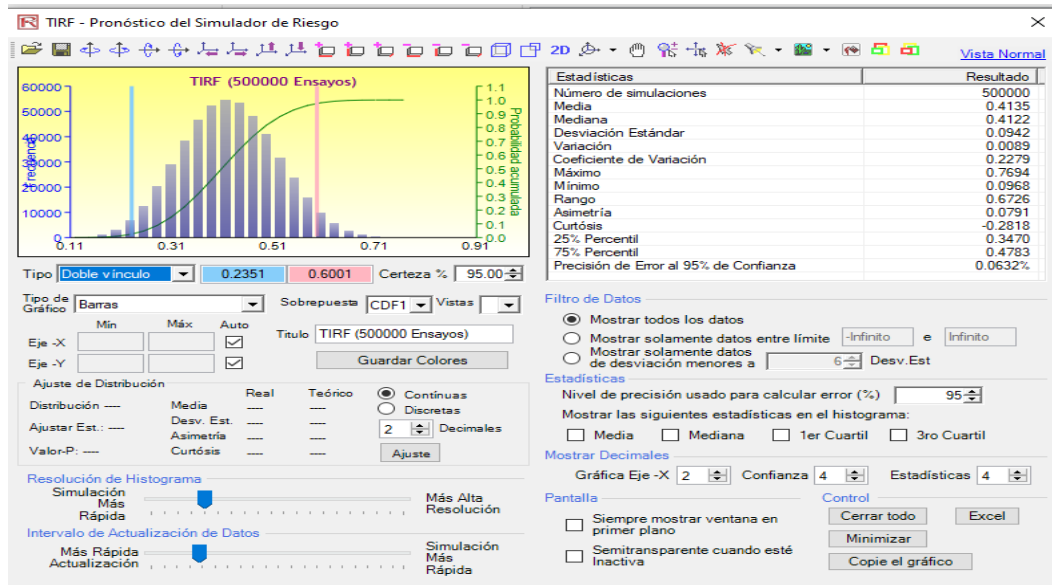 TIRF - Pronóstico del Simulador de Riesgo
2D
Vista Normal
TIRF (500000 Ensayos)
60000
50000
40000
30000
20000
10000
0
Frecuencia
1.1
1.0
0.9
0.8
0.7
0.6
0.5
0.4
0.3
0.2
0.1
0.0
Probabilidad acumulada
0.11 0.31 0.51 0.71 0.91
Tipo Doble vínculo 0.2351 0.6001 Certeza % 95.00
Tipo de Gráfico Barras Sobrepuesta CDF1 Vistas
Mín Máx Auto
Titulo TIRF (500000 Ensayos)
Eje -X
Eje -Y
Guardar Colores
Ajuste de Distribución
Real Teórico
Distribución ---- Media ---- ----
Ajustar Est.: ---- Desv. Est. ---- ----
Asimetría ---- ----
Valor-P: ---- Curtósis ---- ----
Continuas
Discretas
2 Decimales
Ajuste
Resolución de Histograma
Simulación Más Rápida
Más Alta Resolución
Intervalo de Actualización de Datos
Más Rápida Actualización
Simulación Más Rápida
Estadísticas Resultado
Número de simulaciones 500000
Media 0.4135
Mediana 0.4122
Desviación Estándar 0.0942
Variación 0.0089
Coeficiente de Variación 0.2279
Máximo 0.7694
Mínimo 0.0968
Rango 0.6726
Asimetría 0.0791
Curtósis -0.2818
25% Percentil 0.3470
75% Percentil 0.4783
Precisión de Error al 95% de Confianza 0.0632%
Filtro de Datos
Mostrar todos los datos
Mostrar solamente datos entre límite -Infinito e Infinito
Mostrar solamente datos de desviación menores a 6 Desv.Est
Estadísticas
Nivel de precisión usado para calcular error (%) 95
Mostrar las siguientes estadísticas en el histograma:
Media Mediana 1er Cuartil 3ro Cuartil
Mostrar Decimales
Gráfica Eje -X 2 Confianza 4 Estadísticas 4
Pantalla
Siempre mostrar ventana en primer plano
Semitransparente cuando esté Inactiva
Control
Cerrar todo Excel
Minimizar
Copie el gráfico